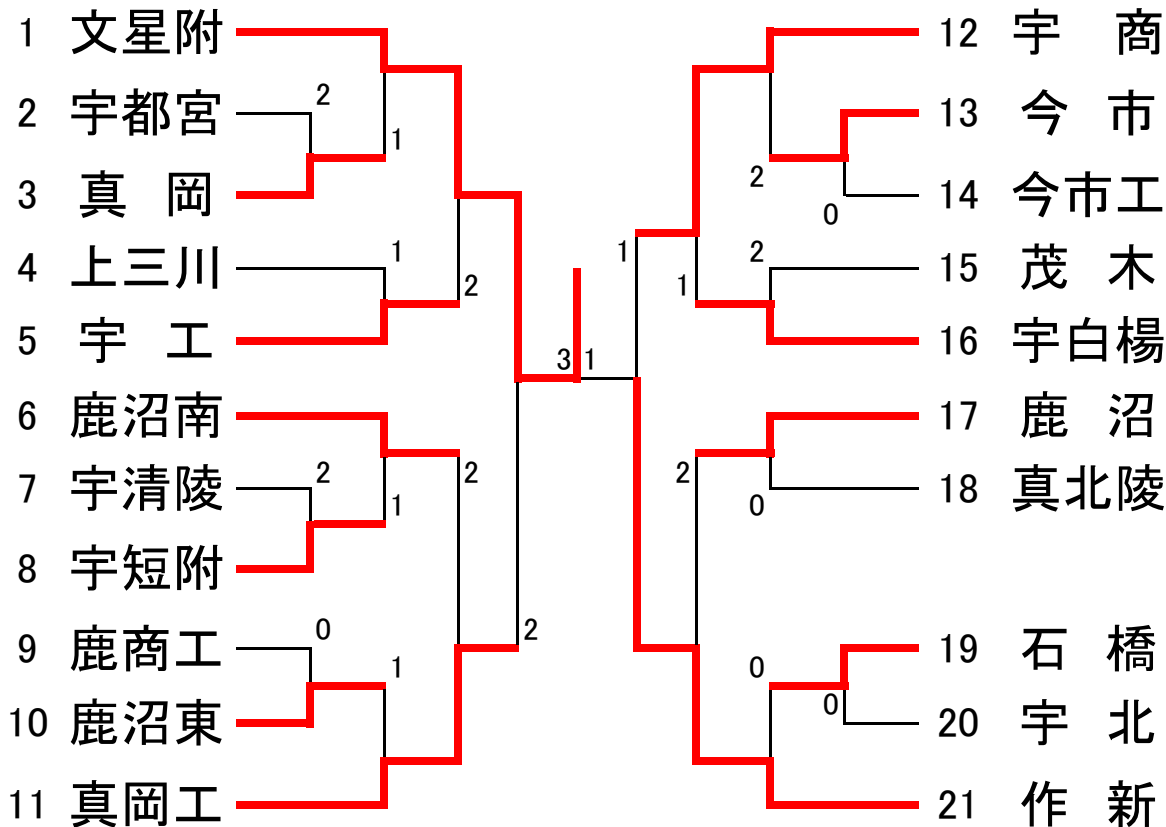 1 文星附
2 宇都宮
3 真岡
4 上三川
5 宇工
6 鹿沼南
7 宇清陵
8 宇短附
9 鹿商工
10 鹿沼東
11 真岡工
2
1
1
2
2
1
2
0
1
2
3 1
1
2
0
2
1
2
0
0
0
12 宇商
13 今市
14 今市工
15 茂木
16 宇白楊
17 鹿沼
18 真北陵
19 石橋
20 宇北
21 作新